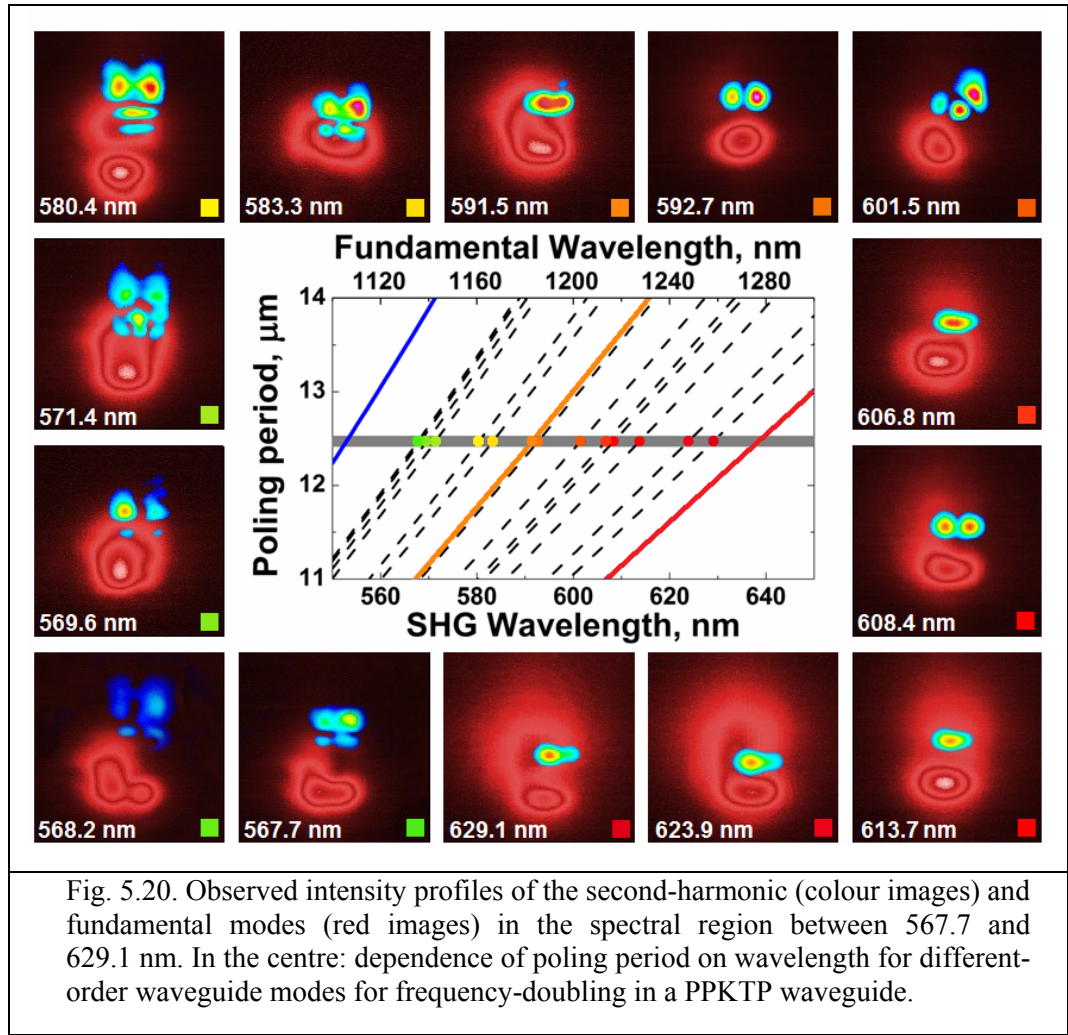 580.4 nm
583.3 nm
591.5 nm
592.7 nm
601.5 nm
571.4 nm
Fundamental Wavelength, nm
1120 1160 1200 1240 1280
14
13
12
11
Poling period, μm
560 580 600 620 640
SHG Wavelength, nm
606.8 nm
569.6 nm
608.4 nm
568.2 nm
567.7 nm
629.1 nm
623.9 nm
613.7 nm
Fig. 5.20. Observed intensity profiles of the second-harmonic (colour images) and
fundamental modes (red images) in the spectral region between 567.7 and
629.1 nm. In the centre: dependence of poling period on wavelength for different-
order waveguide modes for frequency-doubling in a PPKTP waveguide.